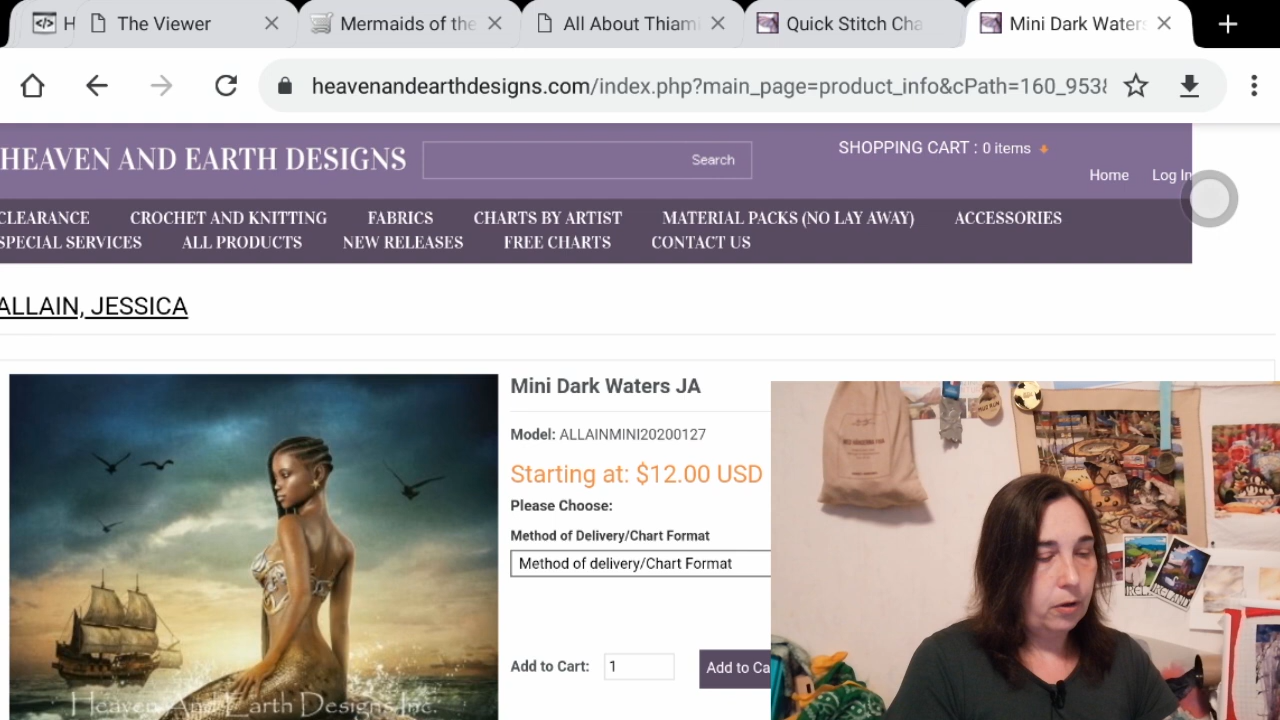 H
The Viewer
Mermaids of the
All About Thiam
Quick Stitch Cha
Mini Dark Waters
heavenandearthdesigns.com/index.php?main_page=product_info&cPath=160_953
HEAVEN AND EARTH DESIGNS
Search
SHOPPING CART : 0 items
Home Log In
CLEARANCE CROCHET AND KNITTING FABRICS CHARTS BY ARTIST MATERIAL PACKS (NO LAY AWAY) ACCESSORIES
SPECIAL SERVICES ALL PRODUCTS NEW RELEASES FREE CHARTS CONTACT US
ALLAIN, JESSICA
Mini Dark Waters JA
Model: ALLAINMINI20200127
Starting at: $12.00 USD
Please Choose:
Method of Delivery/Chart Format
Method of delivery/Chart Format
Add to Cart: 1 Add to Ca
Heaven And Earth Designs Inc.
IRELAND